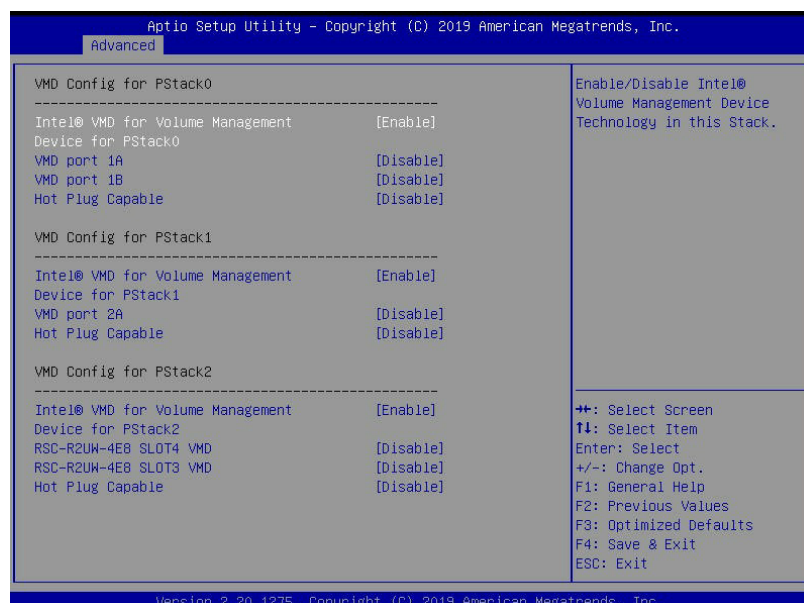 Aptio Setup Utility – Copyright (C) 2019 American Megatrends, Inc.
Advanced
VMD Config for PStack0
Enable/Disable Intel®
Volume Management Device
Technology in this Stack.
Intel® VMD for Volume Management [Enable]
Device for PStack0
VMD port 1A [Disable]
VMD port 1B [Disable]
Hot Plug Capable [Disable]
VMD Config for PStack1
Intel® VMD for Volume Management [Enable]
Device for PStack1
VMD port 2A [Disable]
Hot Plug Capable [Disable]
VMD Config for PStack2
Intel® VMD for Volume Management [Enable]
Device for PStack2
RSC-R2UW-4E8 SLOT4 VMD [Disable]
RSC-R2UW-4E8 SLOT3 VMD [Disable]
Hot Plug Capable [Disable]
→←: Select Screen
↑↓: Select Item
Enter: Select
+/-: Change Opt.
F1: General Help
F2: Previous Values
F3: Optimized Defaults
F4: Save & Exit
ESC: Exit
Version 2.20.1275. Copyright (C) 2019 American Megatrends, Inc.